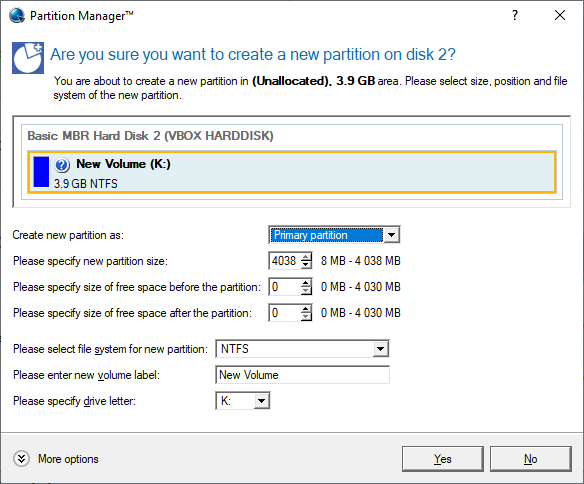 Partition Manager™
Are you sure you want to create a new partition on disk 2?
You are about to create a new partition in (Unallocated), 3.9 GB area. Please select size, position and file
system of the new partition.
Basic MBR Hard Disk 2 (VBOX HARDDISK)
New Volume (K:)
3.9 GB NTFS
Create new partition as: Primary partition
Please specify new partition size: 4038 8 MB - 4 038 MB
Please specify size of free space before the partition: 0 0 MB - 4 030 MB
Please specify size of free space after the partition: 0 0 MB - 4 030 MB
Please select file system for new partition: NTFS
Please enter new volume label: New Volume
Please specify drive letter: K:
More options Yes No